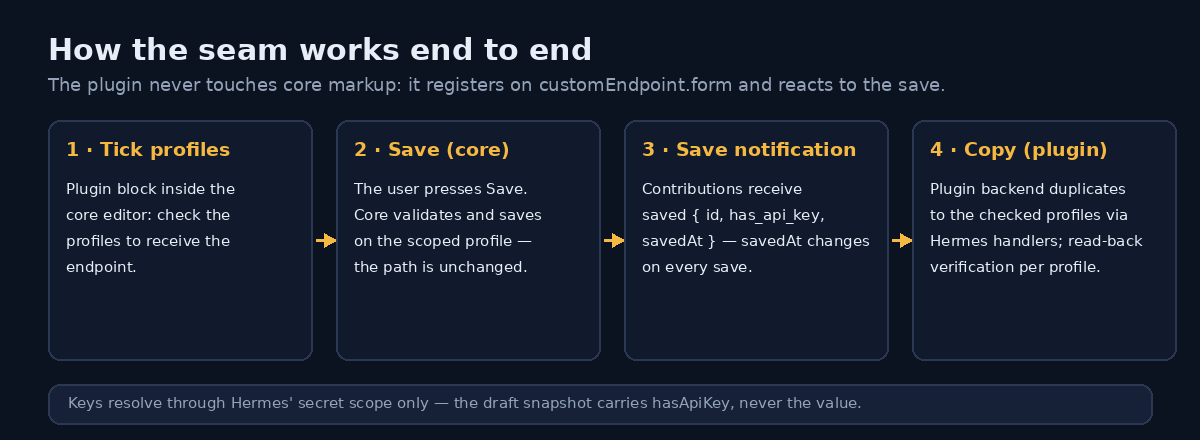 How the seam works end to end
The plugin never touches core markup: it registers on customEndpoint.form and reacts to the save.
1 · Tick profiles
Plugin block inside the
core editor: check the
profiles to receive the
endpoint.
2 · Save (core)
The user presses Save.
Core validates and saves
on the scoped profile —
the path is unchanged.
3 · Save notification
Contributions receive
saved { id, has_api_key,
savedAt } — savedAt changes
on every save.
4 · Copy (plugin)
Plugin backend duplicates
to the checked profiles via
Hermes handlers; read-back
verification per profile.
Keys resolve through Hermes' secret scope only — the draft snapshot carries hasApiKey, never the value.